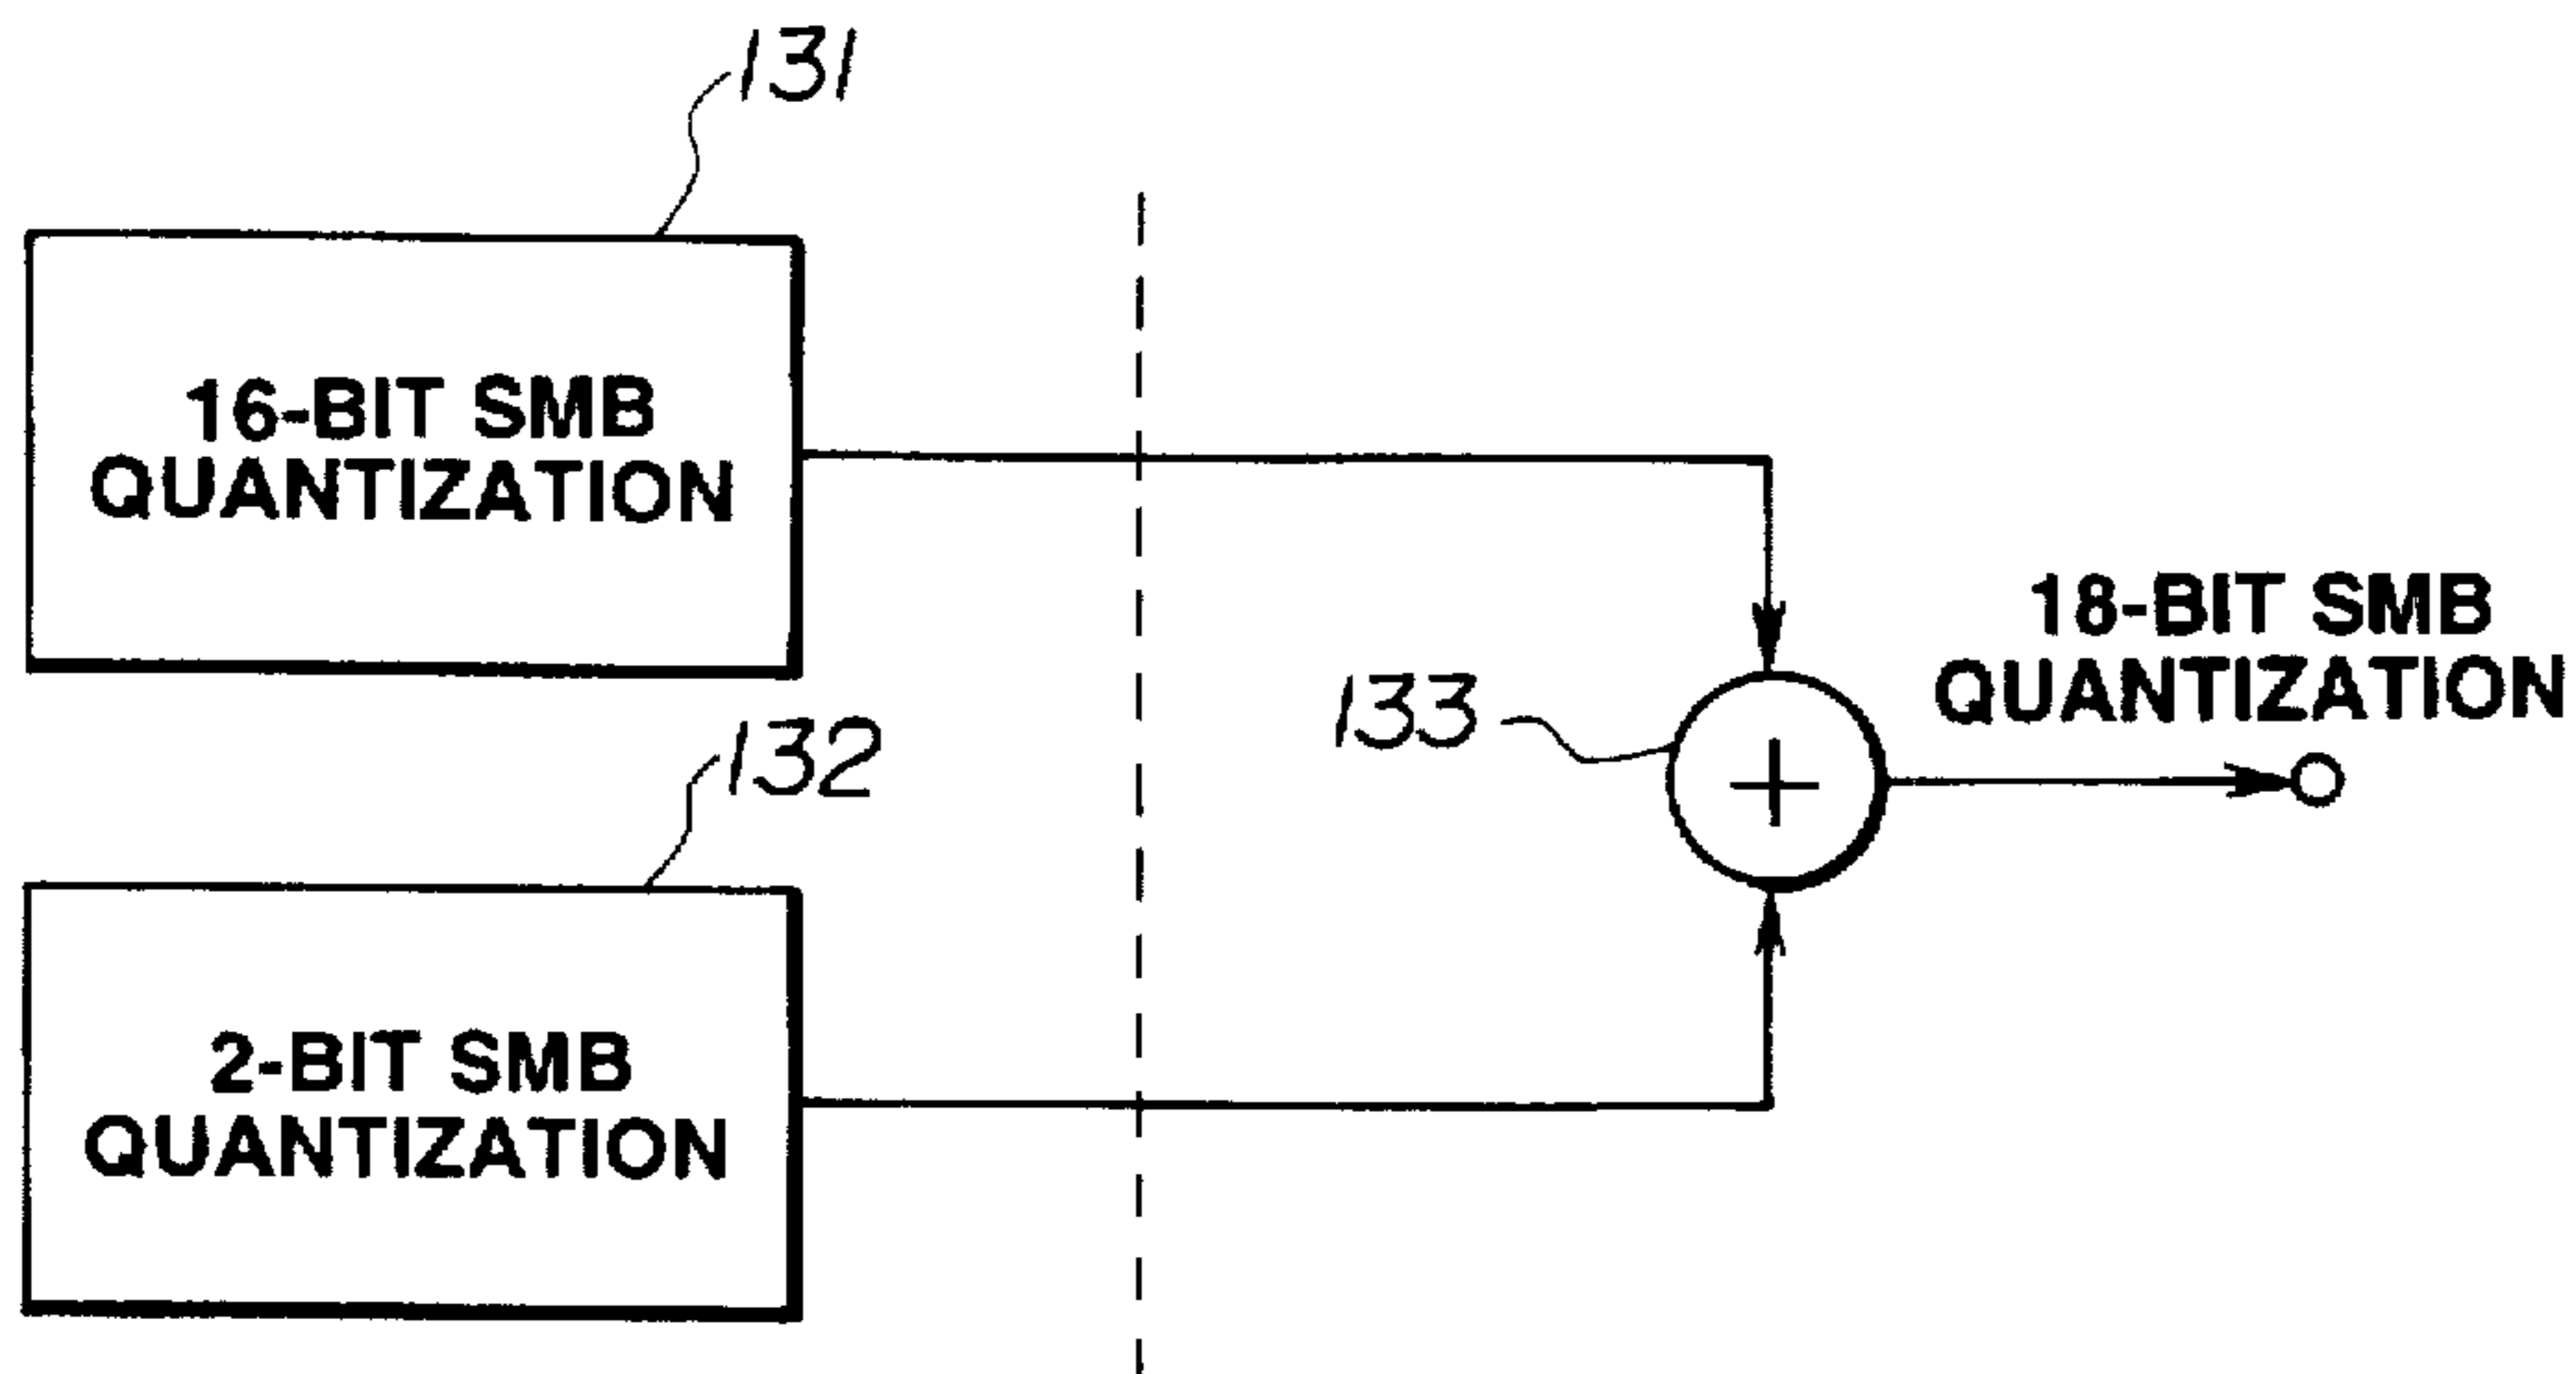 131
16-BIT SMB
QUANTIZATION
133
18-BIT SMB
QUANTIZATION
132
2-BIT SMB
QUANTIZATION